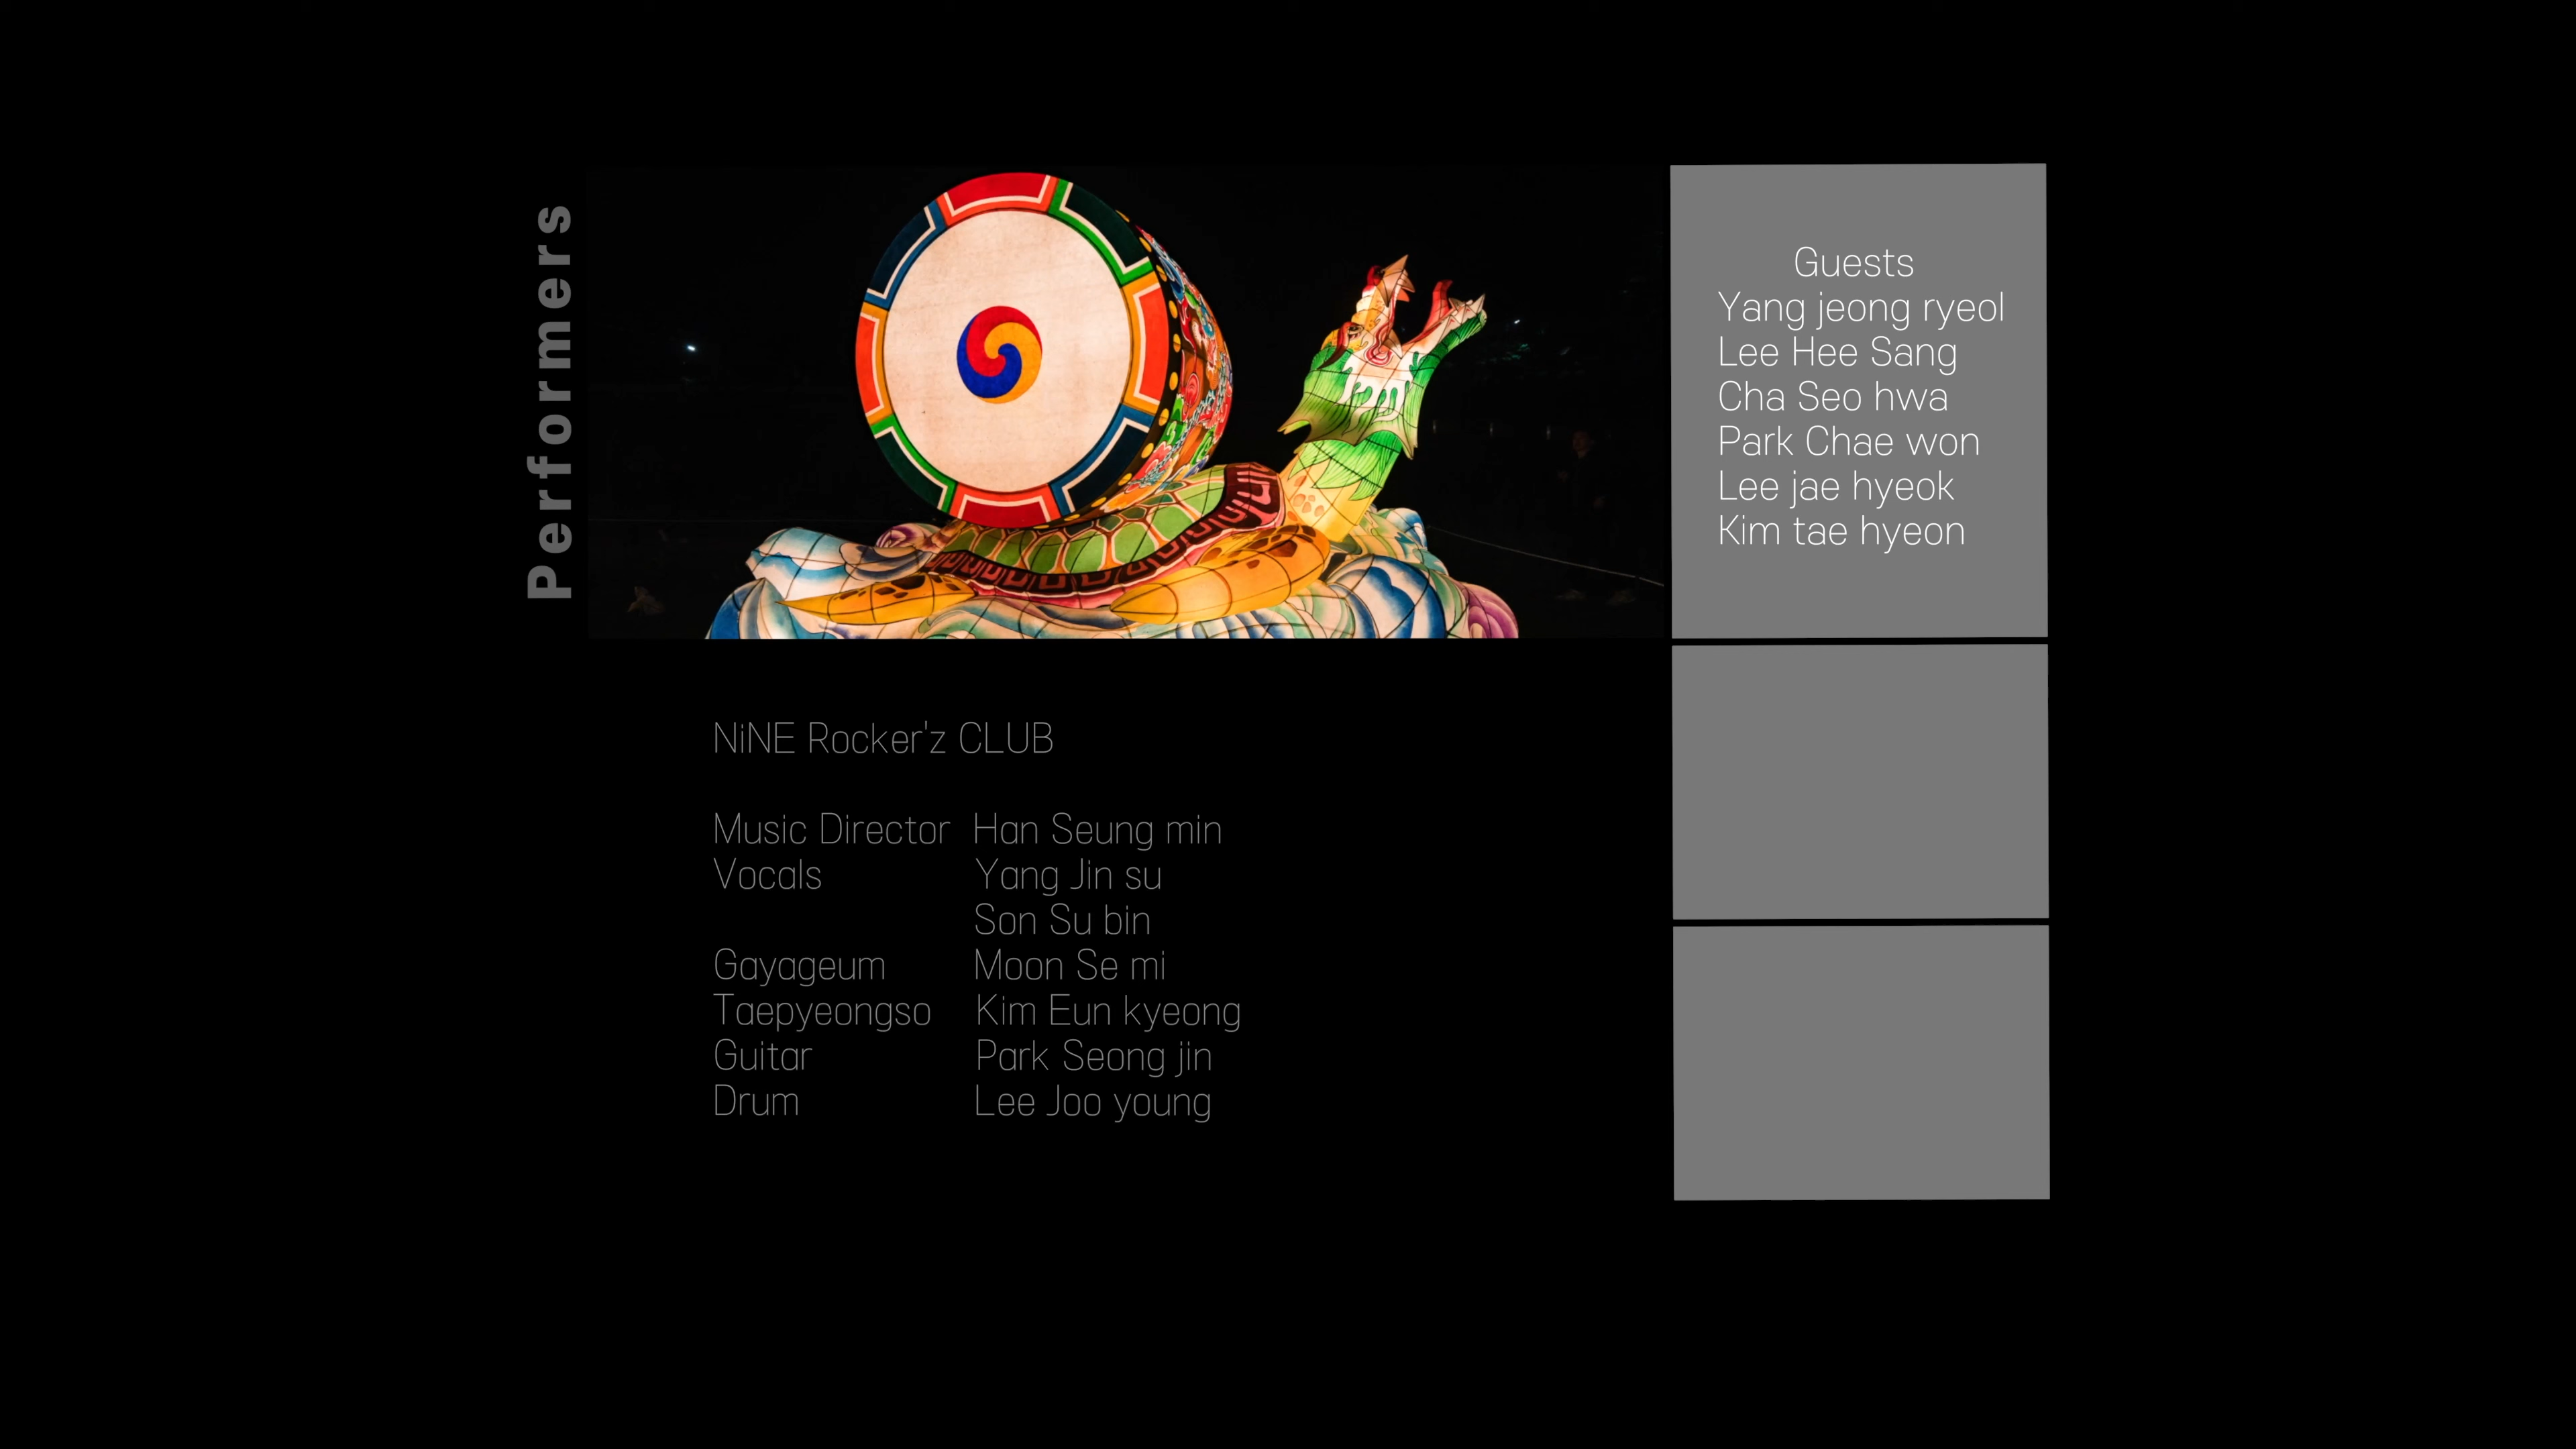 Performers
Guests
Yang jeong ryeol
Lee Hee Sang
Cha Seo hwa
Park Chae won
Lee jae hyeok
Kim tae hyeon
NiNE Rocker'z CLUB
Music Director Han Seung min
Vocals Yang Jin su
Son Su bin
Gayageum Moon Se mi
Taepyeongso Kim Eun kyeong
Guitar Park Seong jin
Drum Lee Joo young